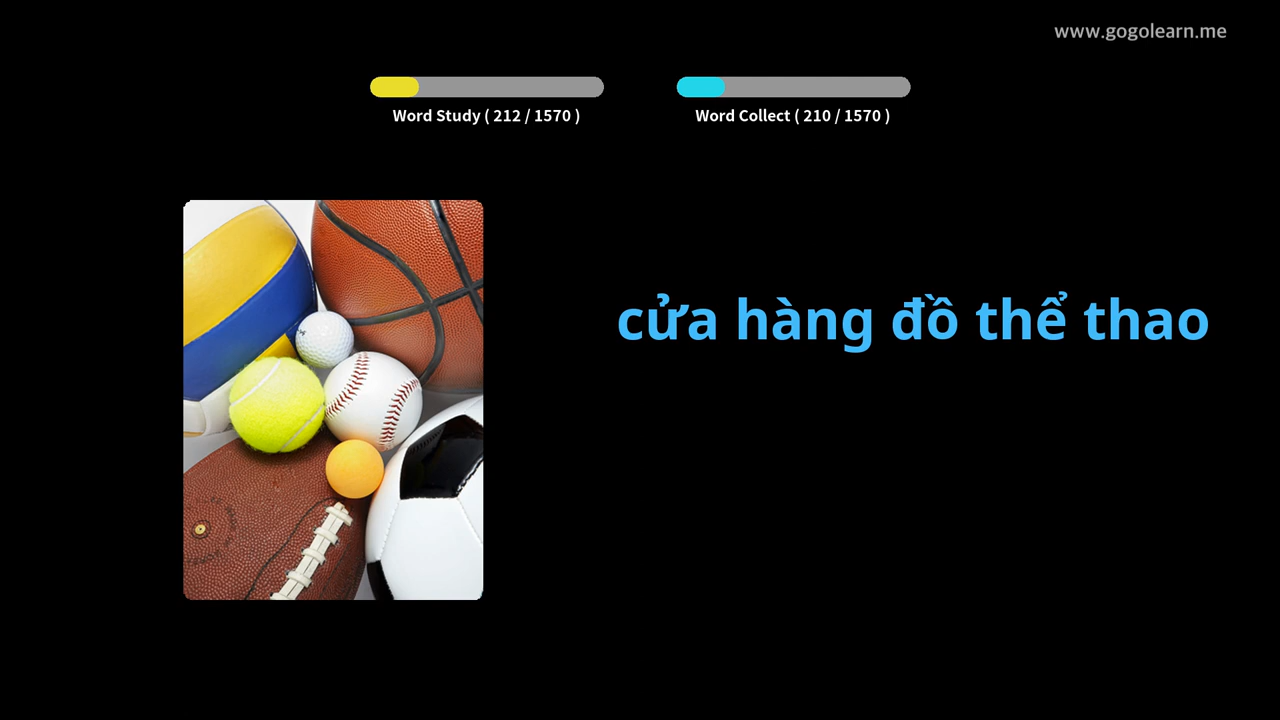 www.gogolearn.me
Word Study ( 212 / 1570 )
Word Collect ( 210 / 1570 )
cửa hàng đồ thể thao